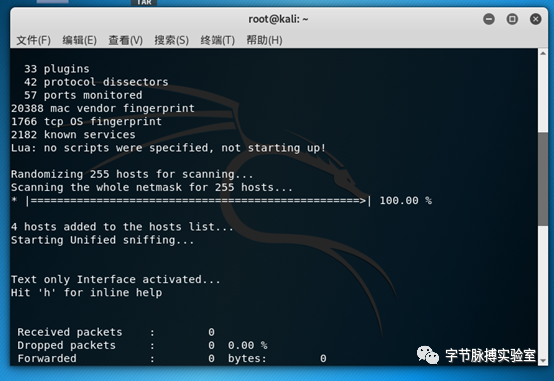 TAR
root@kali: ~
文件(F) 编辑(E) 查看(V) 搜索(S) 终端(T) 帮助(H)
33 plugins
42 protocol dissectors
57 ports monitored
20388 mac vendor fingerprint
1766 tcp OS fingerprint
2182 known services
Lua: no scripts were specified, not starting up!
Randomizing 255 hosts for scanning...
Scanning the whole netmask for 255 hosts...
* |==================================================>| 100.00 %
4 hosts added to the hosts list...
Starting Unified sniffing...
Text only Interface activated...
Hit 'h' for inline help
Received packets    :        0
Dropped packets     :        0  0.00 %
Forwarded           :        0  bytes:        0
字节脉搏实验室